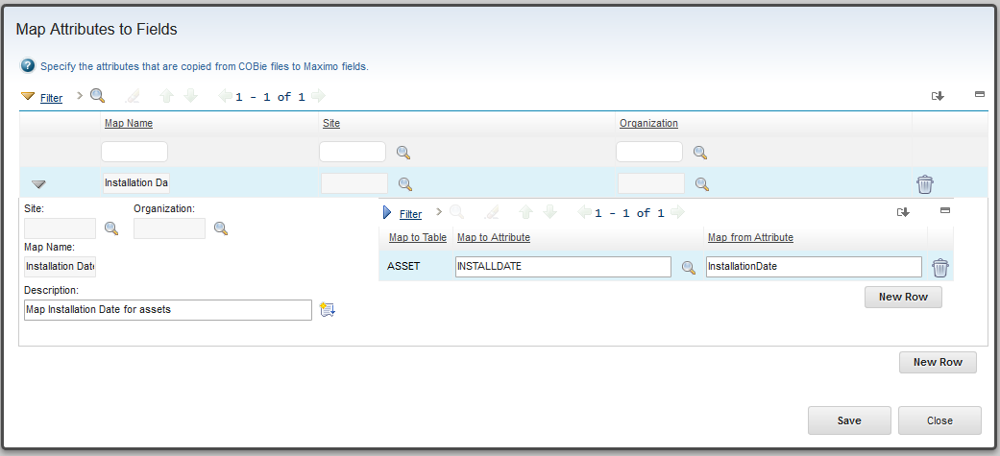 Map Attributes to Fields
? Specify the attributes that are copied from COBie files to Maximo fields.
Filter 1 - 1 of 1
Map Name Site Organization
Installation Da
Site: Organization:
Filter 1 - 1 of 1
Map to Table Map to Attribute Map from Attribute
Map Name:
Installation Date
ASSET INSTALLDATE InstallationDate
Description:
New Row
Map Installation Date for assets
New Row
Save Close